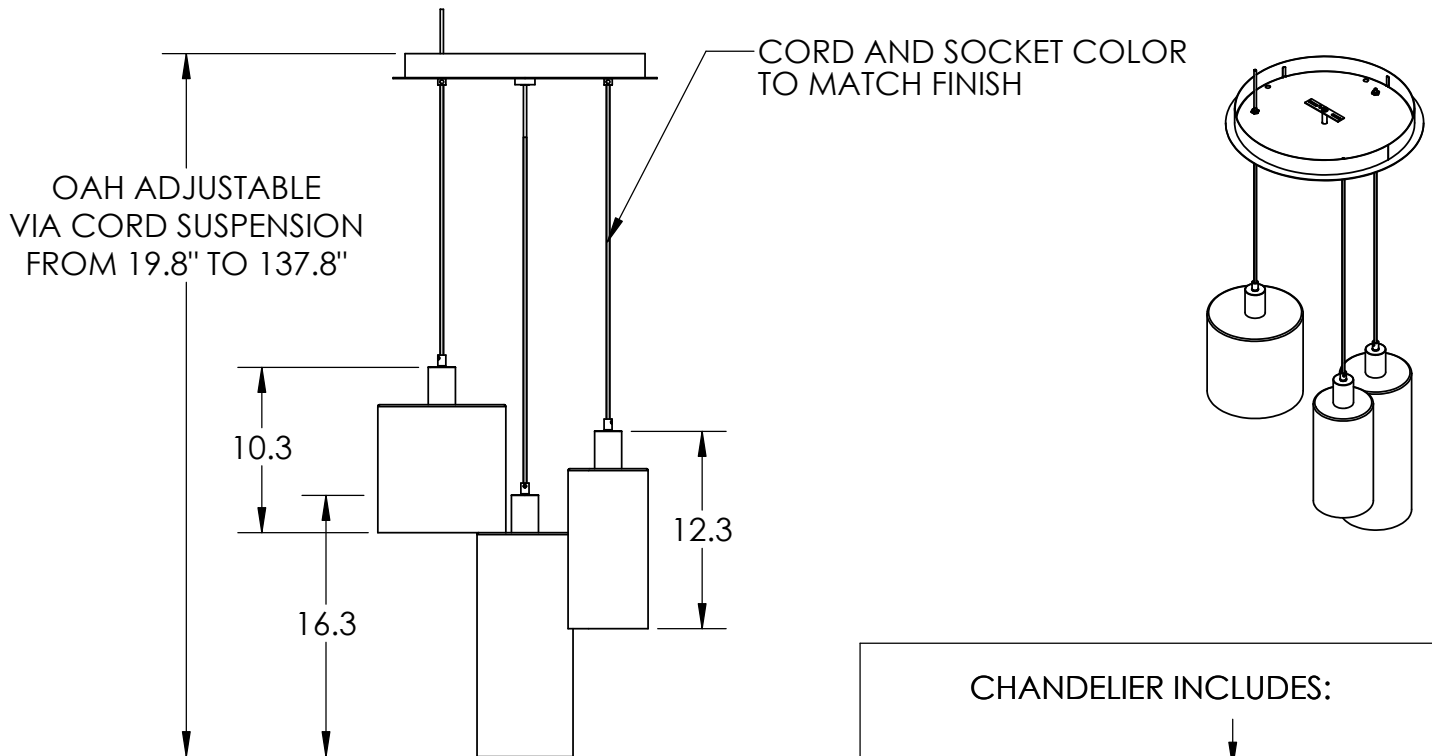 CORD AND SOCKET COLOR
TO MATCH FINISH
OAH ADJUSTABLE
VIA CORD SUSPENSION
FROM 19.8" TO 137.8"
10.3
12.3
16.3
CHANDELIER INCLUDES: